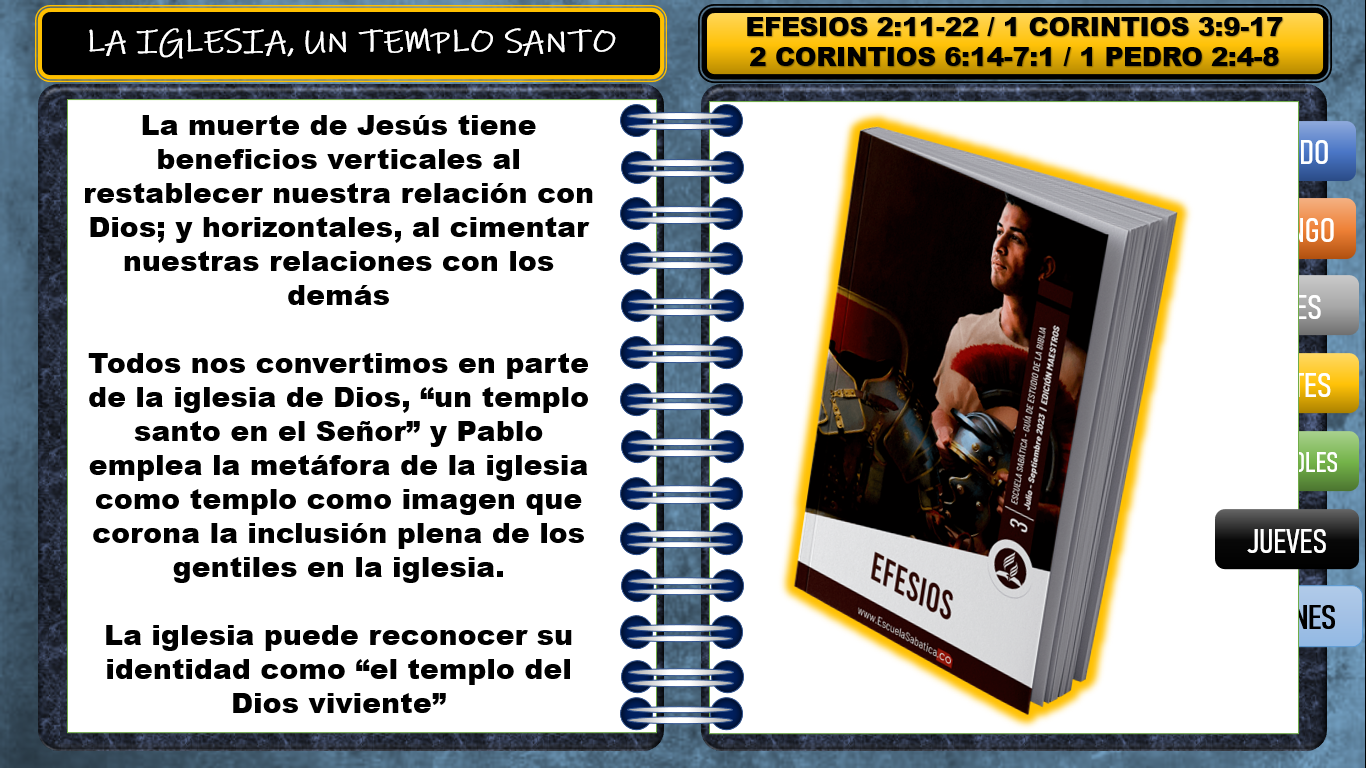 LA IGLESIA, UN TEMPLO SANTO
EFESIOS 2:11-22 / 1 CORINTIOS 3:9-17
2 CORINTIOS 6:14-7:1 / 1 PEDRO 2:4-8
La muerte de Jesús tiene
beneficios verticales al
restablecer nuestra relación con
Dios; y horizontales, al cimentar
nuestras relaciones con los
demás
Todos nos convertimos en parte
de la iglesia de Dios, “un templo
santo en el Señor” y Pablo
emplea la metáfora de la iglesia
como templo como imagen que
corona la inclusión plena de los
gentiles en la iglesia.
La iglesia puede reconocer su
identidad como “el templo del
Dios viviente”
3
ESCUELA SABÁTICA - GUÍA DE ESTUDIO DE LA BIBLIA
Julio - Septiembre 2023 | EDICIÓN MAESTROS
EFESIOS
www.EscuelaSabatica.co
DO
NGO
ES
TES
OLES
JUEVES
NES